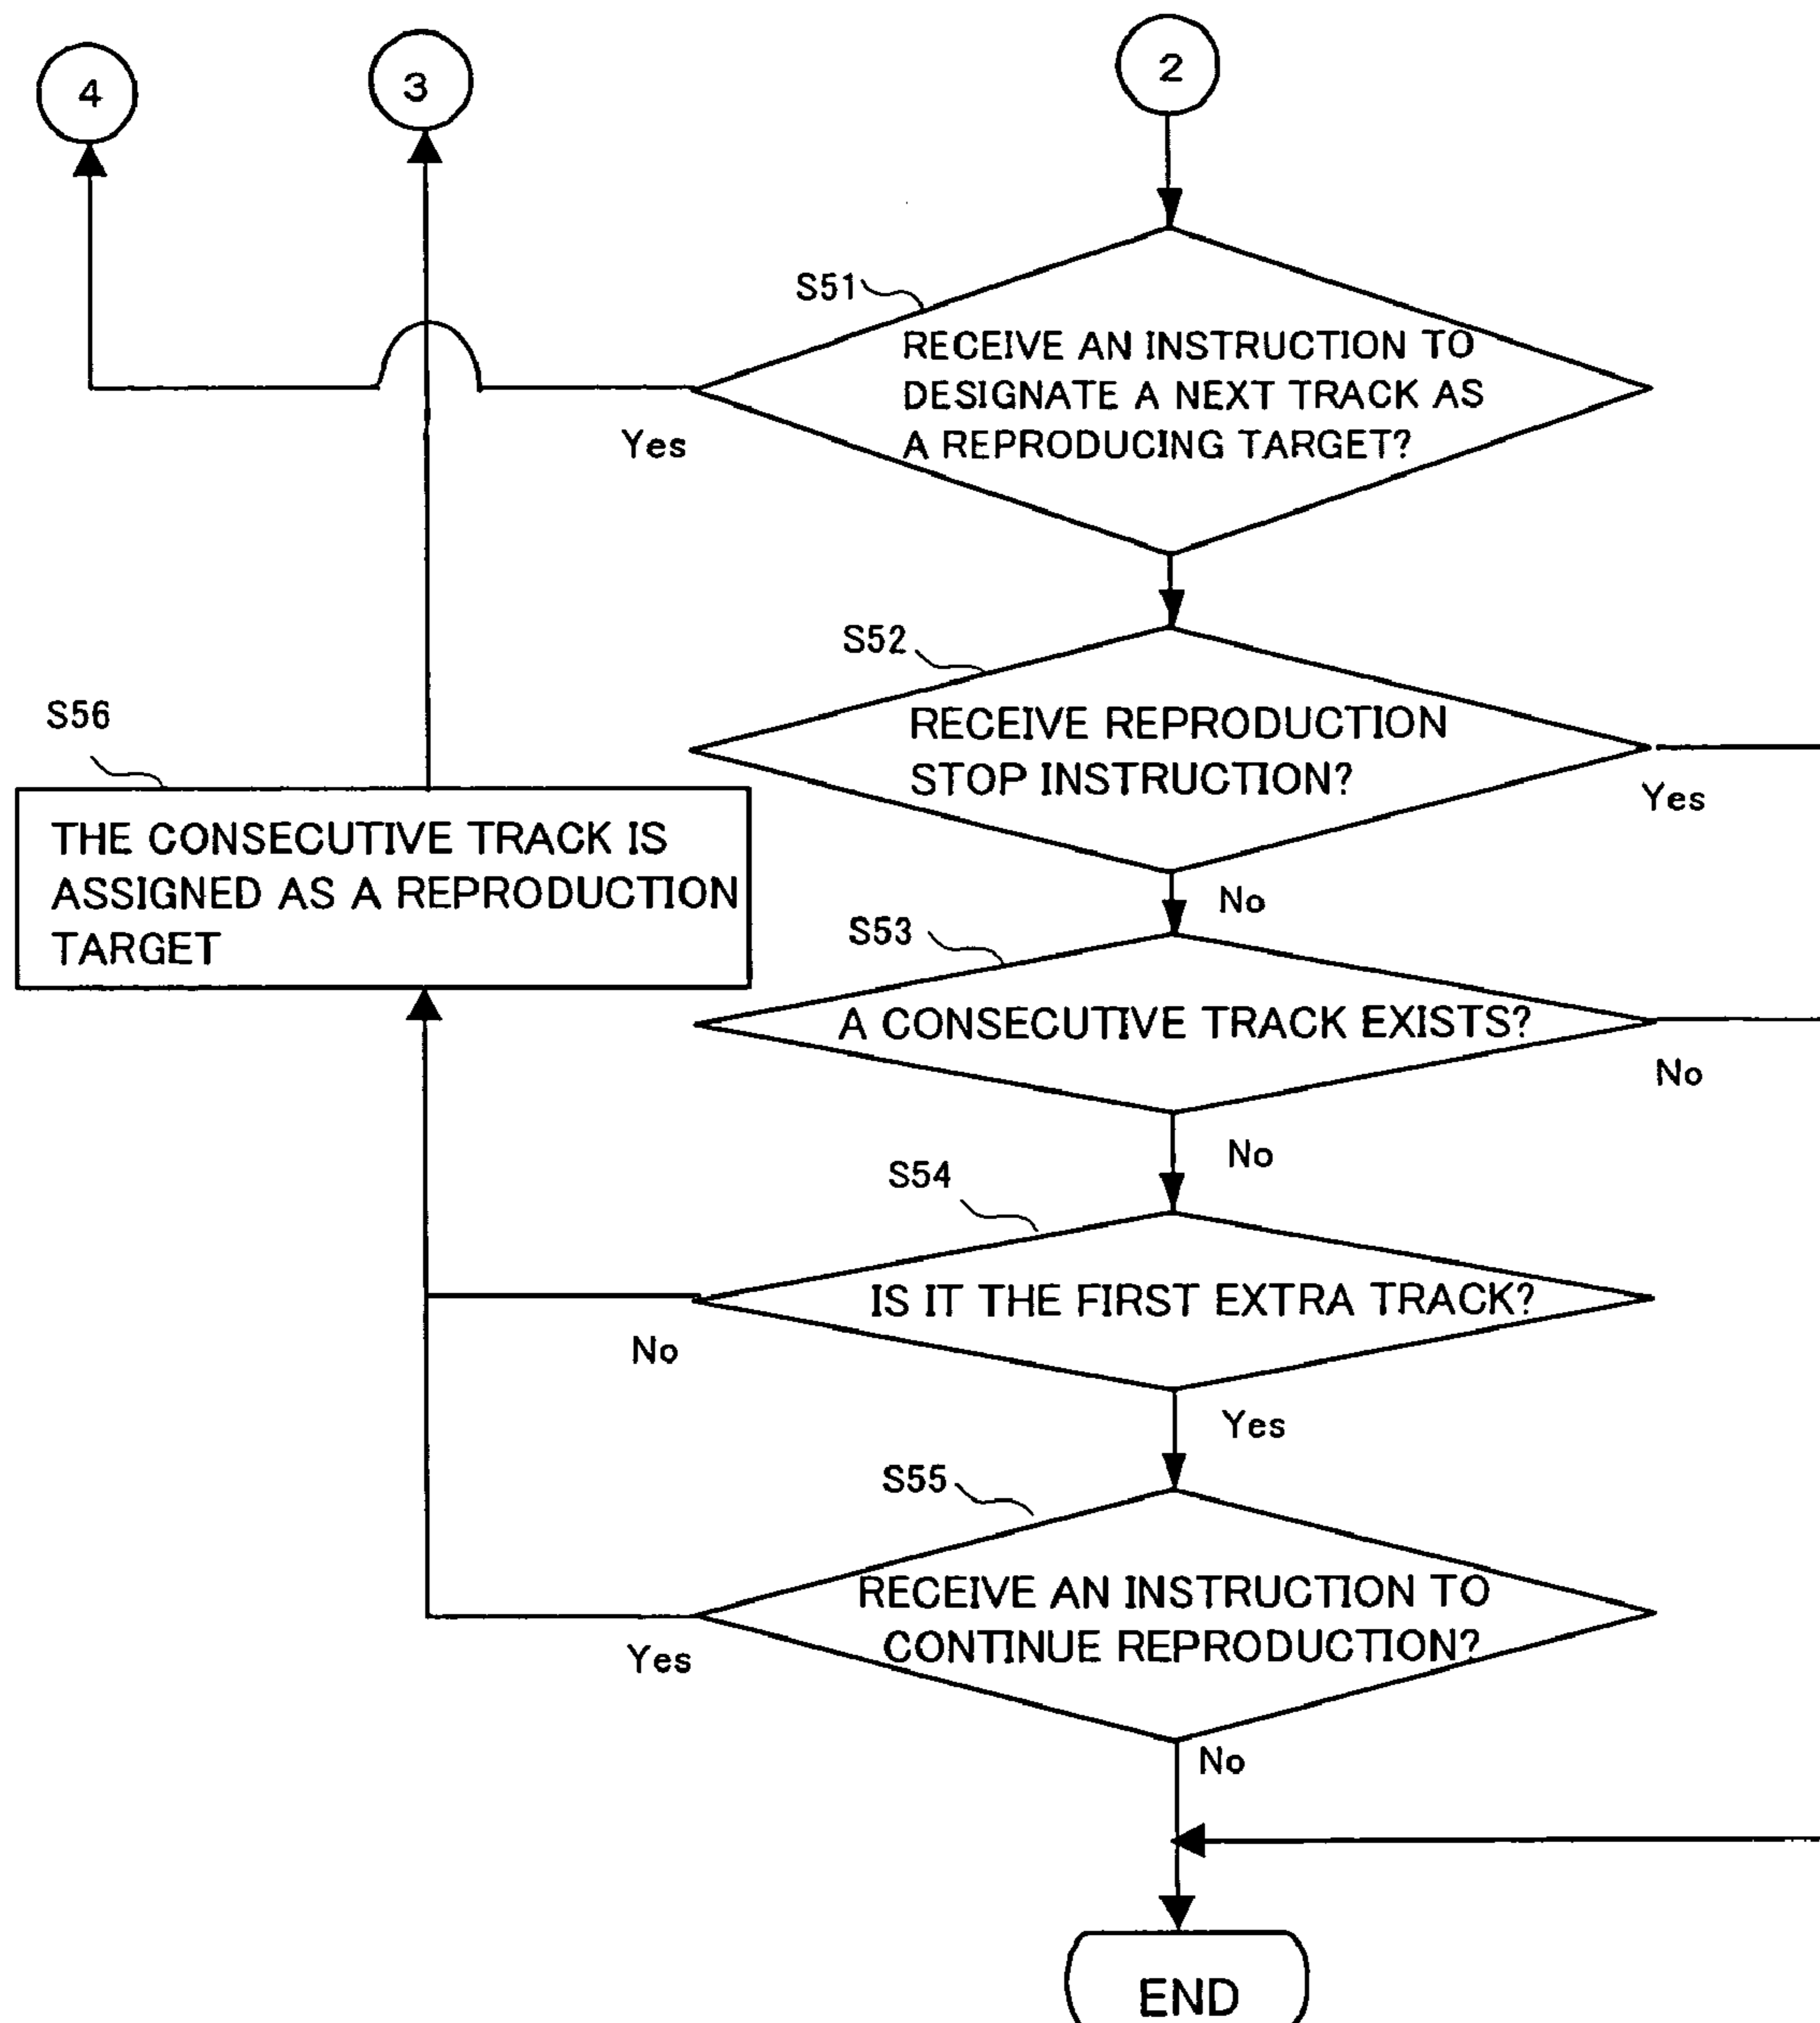 4
3
2
S51
RECEIVE AN INSTRUCTION TO
DESIGNATE A NEXT TRACK AS
A REPRODUCING TARGET?
Yes
S52
RECEIVE REPRODUCTION
STOP INSTRUCTION?
Yes
No
S56
THE CONSECUTIVE TRACK IS
ASSIGNED AS A REPRODUCTION
TARGET
S53
A CONSECUTIVE TRACK EXISTS?
No
No
S54
IS IT THE FIRST EXTRA TRACK?
No
Yes
S55
RECEIVE AN INSTRUCTION TO
CONTINUE REPRODUCTION?
Yes
No
END